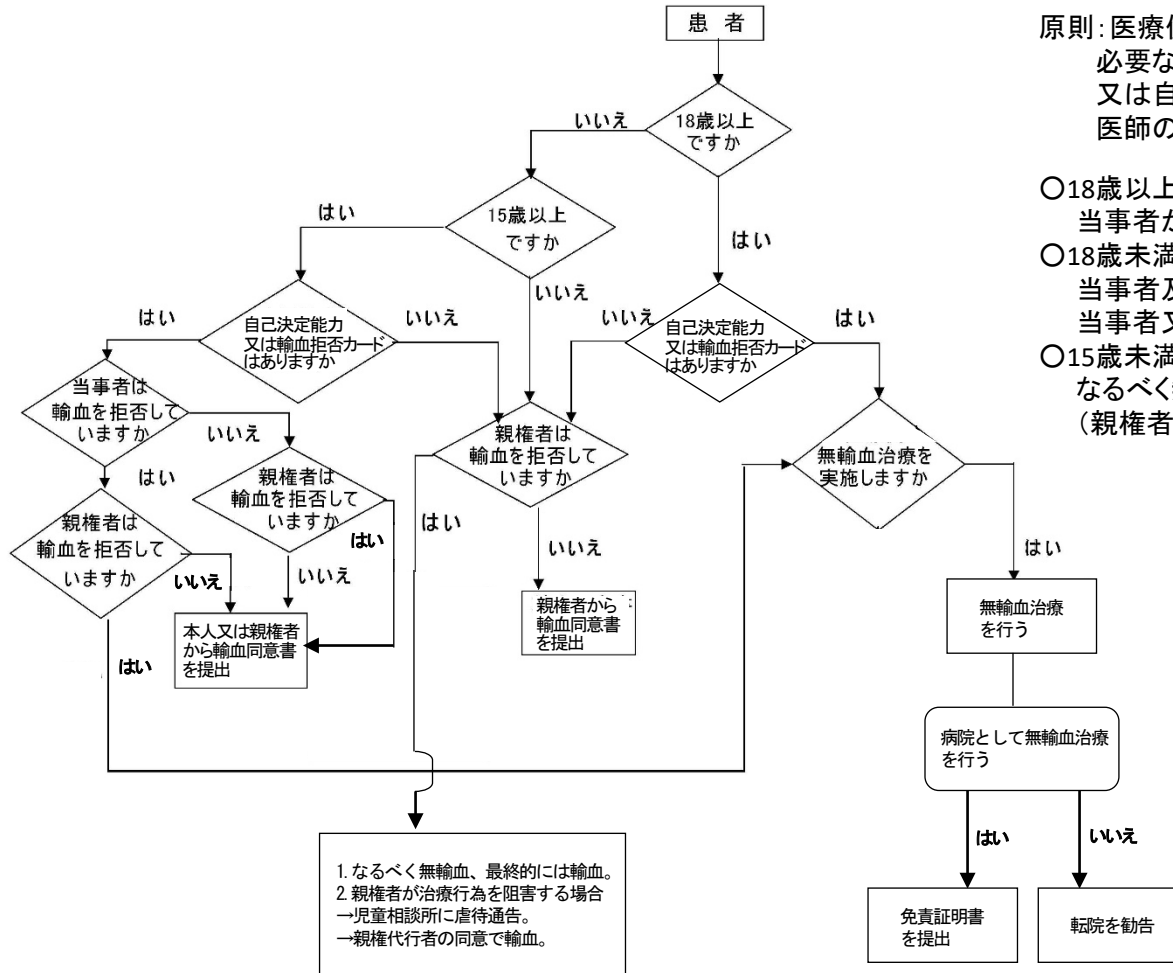 患 者
18歳以上
ですか
いいえ
はい
15歳以上
ですか
はい
いいえ
自己決定能力
又は輸血拒否カード
はありますか
はい
いいえ
自己決定能力
又は輸血拒否カード
はありますか
いいえ
はい
当事者は
輸血を拒否して
いますか
いいえ
はい
親権者は
輸血を拒否して
いますか
はい
いいえ
親権者は
輸血を拒否して
いますか
いいえ
はい
親権者は
輸血を拒否して
いますか
はい
いいえ
無輸血治療を
実施しますか
はい
本人又は親権者
から輸血同意書
を提出
親権者から
輸血同意書
を提出
無輸血治療
を行う
病院として無輸血治療
を行う
はい
いいえ
1. なるべく無輸血、最終的には輸血。
2. 親権者が治療行為を阻害する場合
→児童相談所に虐待通告。
→親権代行者の同意で輸血。
免責証明書
を提出
転院を勧告
原則：医療
必要な
又は自
医師の
〇18歳以上
当事者か
〇18歳未満
当事者及
当事者又
〇15歳未満
なるべく
（親権者